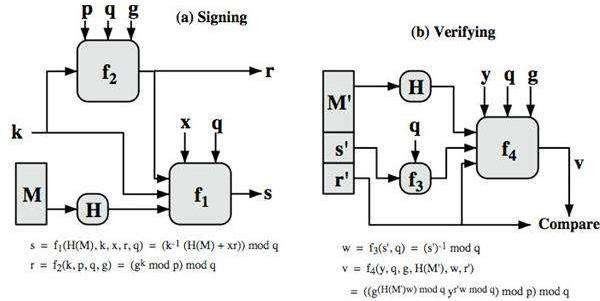 (a) Signing
p q g
f₂
r
k
x q
M
H
f₁
s
s = f₁(H(M), k, x, r, q) = (k⁻¹ (H(M) + xr)) mod q
r = f₂(k, p, q, g) = (gᵏ mod p) mod q
(b) Verifying
M'
H
y q g
s'
q
f₃
f₄
r'
v
Compare
w = f₃(s', q) = (s')⁻¹ mod q
v = f₄(y, q, g, H(M'), w, r')
= ((g(H(M')w) mod q yr'w mod q) mod p) mod q